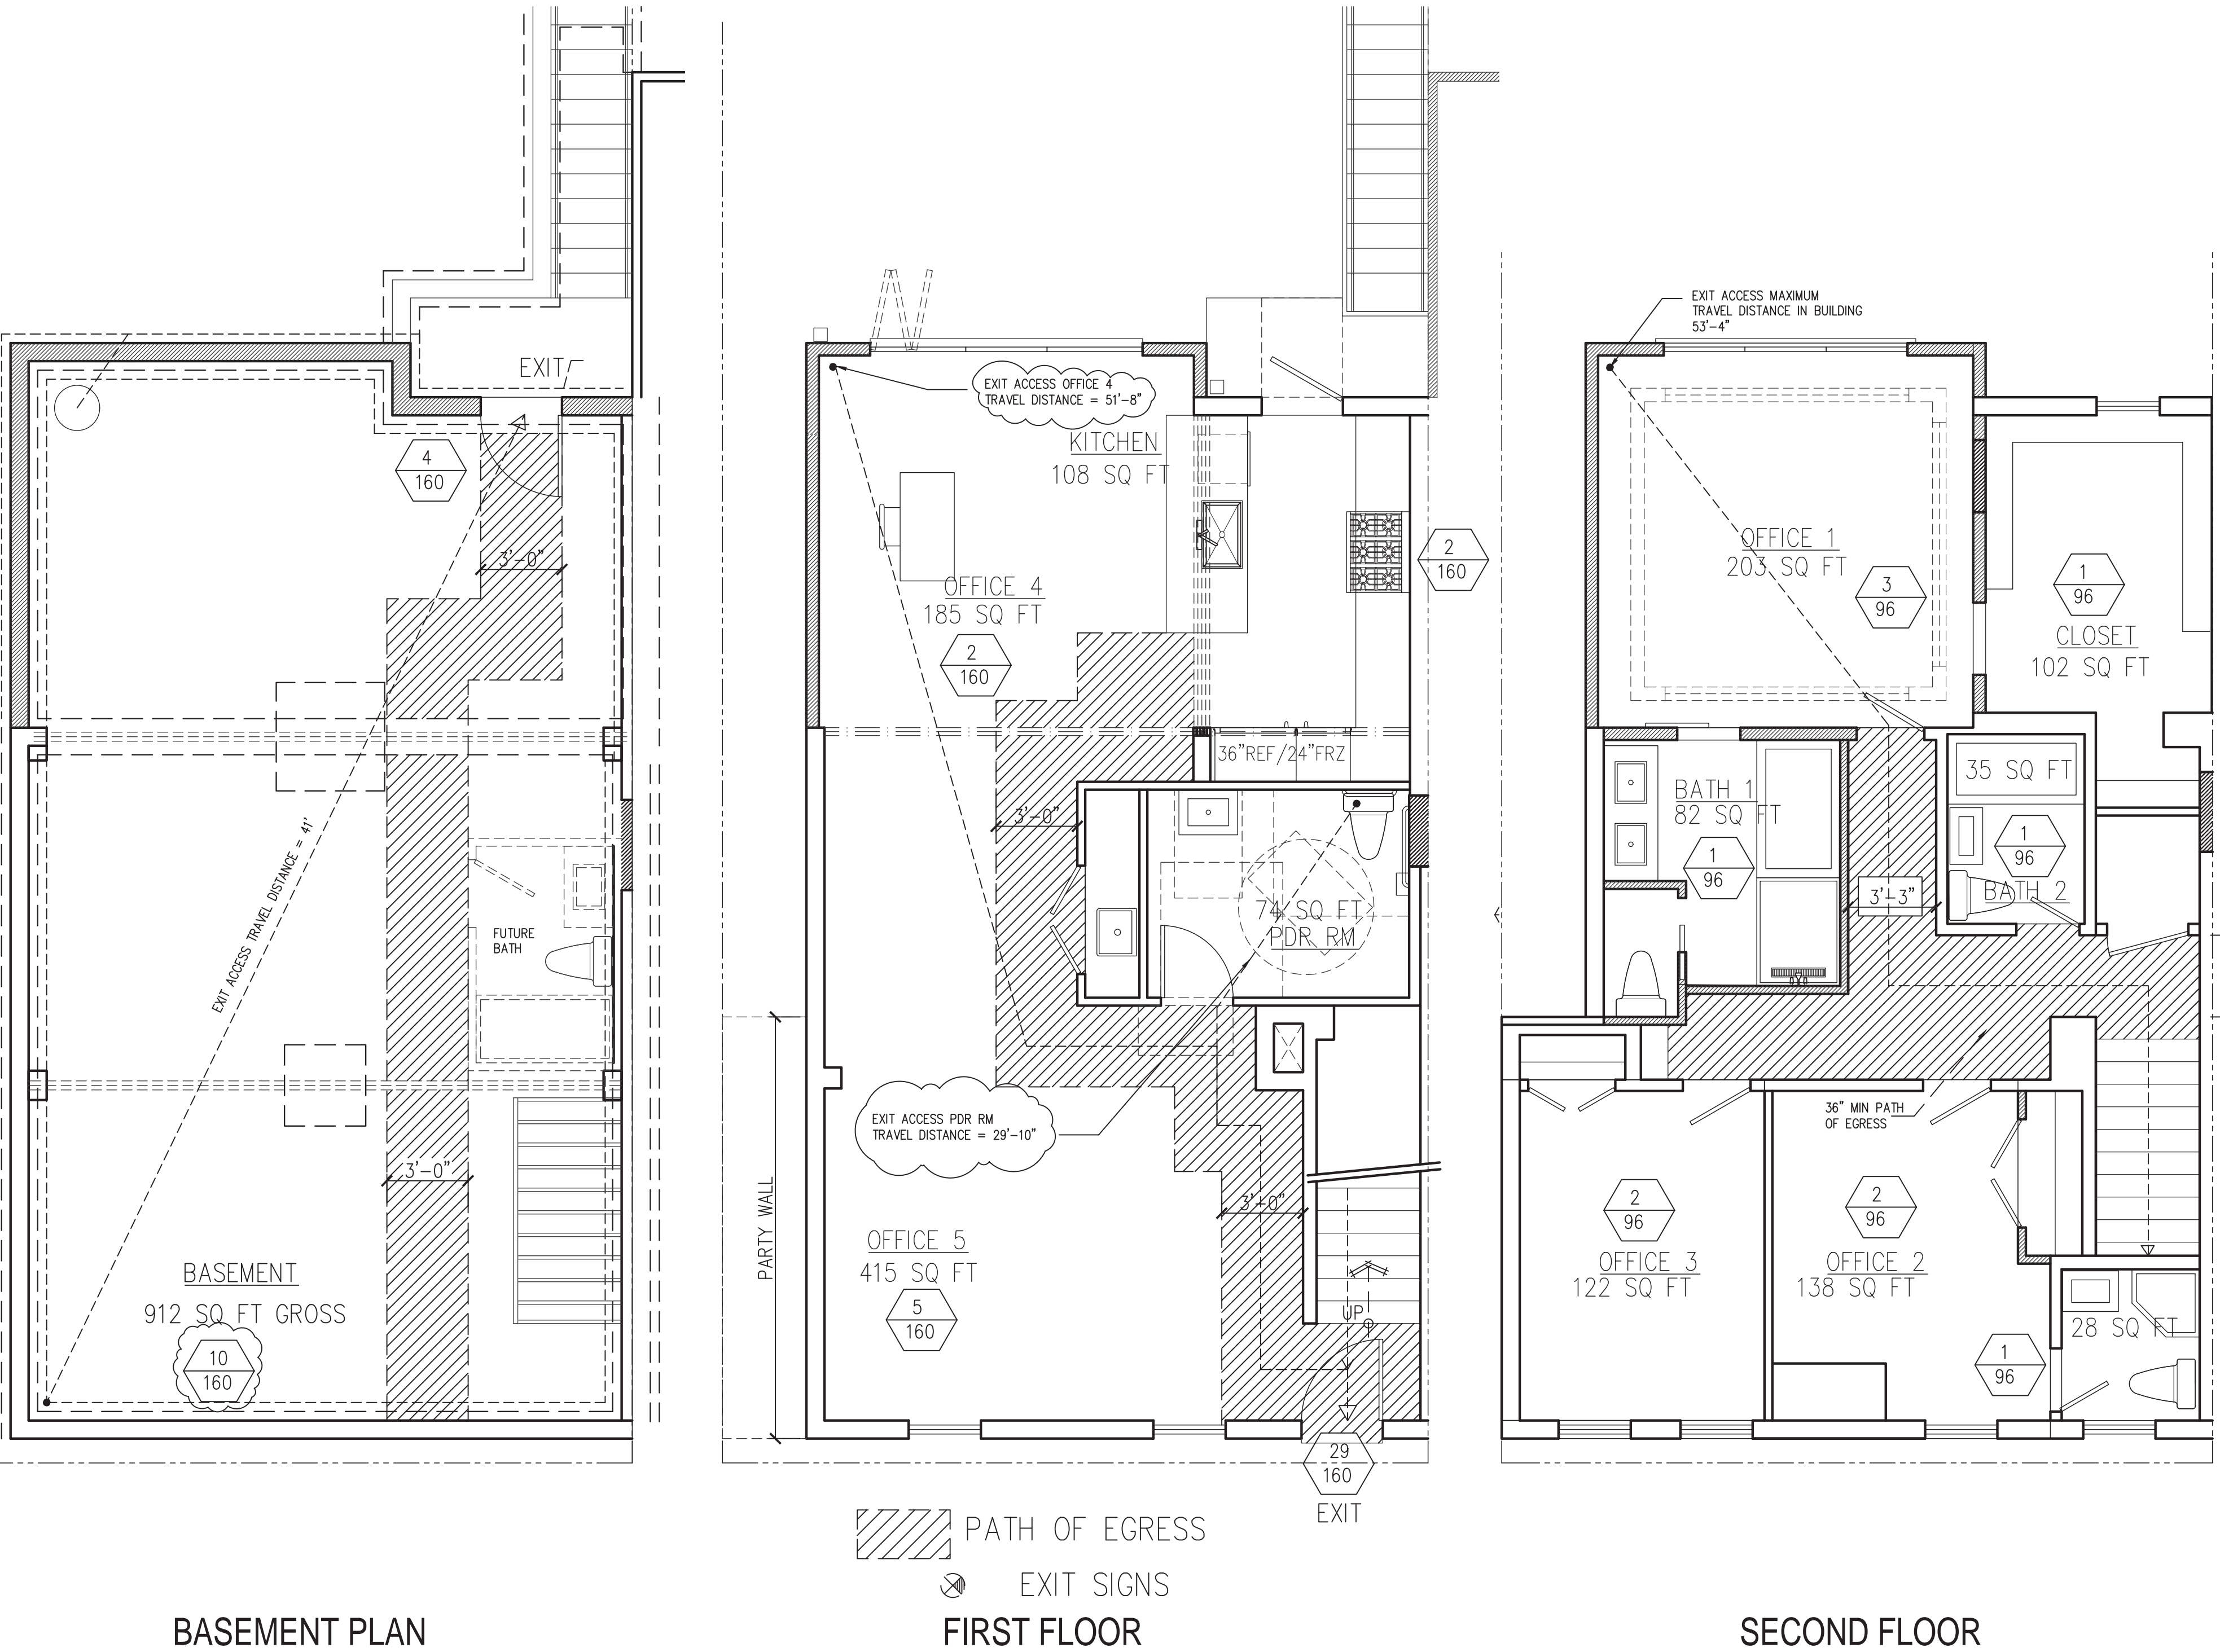 EXIT
4
160
3'-0"
EXIT ACCESS TRAVEL DISTANCE = 41'
FUTURE
BATH
3'-0"
BASEMENT
912 SQ FT GROSS
10
160
BASEMENT PLAN
EXIT ACCESS OFFICE 4
TRAVEL DISTANCE = 51'-8"
KITCHEN
108 SQ FT
2
160
OFFICE 4
185 SQ FT
2
160
36"REF/24"FRZ
3'-0"
74 SQ FT
PDR RM
EXIT ACCESS PDR RM
TRAVEL DISTANCE = 29'-10"
PARTY WALL
3'-0"
OFFICE 5
415 SQ FT
5
160
UP
29
160
EXIT
PATH OF EGRESS
EXIT SIGNS
FIRST FLOOR
EXIT ACCESS MAXIMUM
TRAVEL DISTANCE IN BUILDING
53'-4"
OFFICE 1
203 SQ FT
3
96
1
96
CLOSET
102 SQ FT
BATH 1
82 SQ FT
1
96
35 SQ FT
1
96
BATH 2
3'-3"
36" MIN PATH
OF EGRESS
2
96
OFFICE 3
122 SQ FT
2
96
OFFICE 2
138 SQ FT
28 SQ FT
1
96
SECOND FLOOR